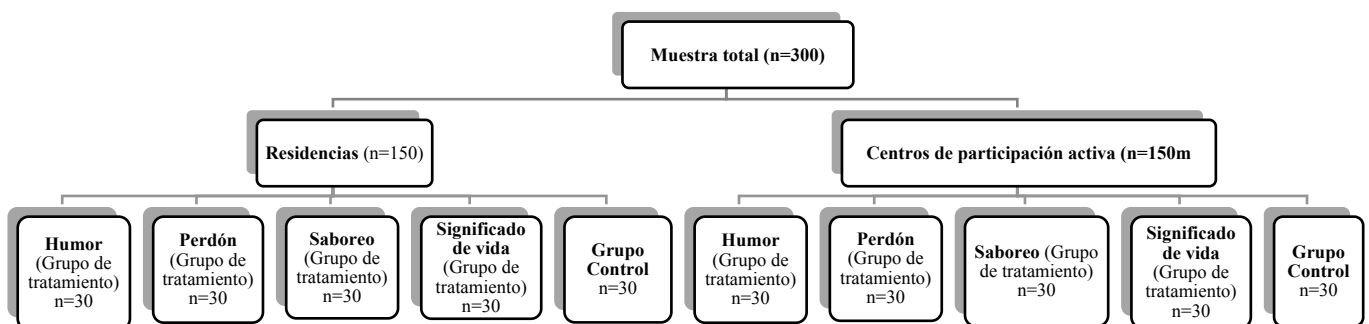 Muestra total (n=300)
Residencias (n=150)
Centros de participación activa (n=150m
Humor
(Grupo de
tratamiento)
n=30
Perdón
(Grupo de
tratamiento)
n=30
Saboreo
(Grupo de
tratamiento)
n=30
Significado
de vida
(Grupo de
tratamiento)
n=30
Grupo
Control
n=30
Humor
(Grupo de
tratamiento)
n=30
Perdón
(Grupo de
tratamiento)
n=30
Saboreo (Grupo
de tratamiento)
n=30
Significado
de vida
(Grupo de
tratamiento)
n=30
Grupo
Control
n=30